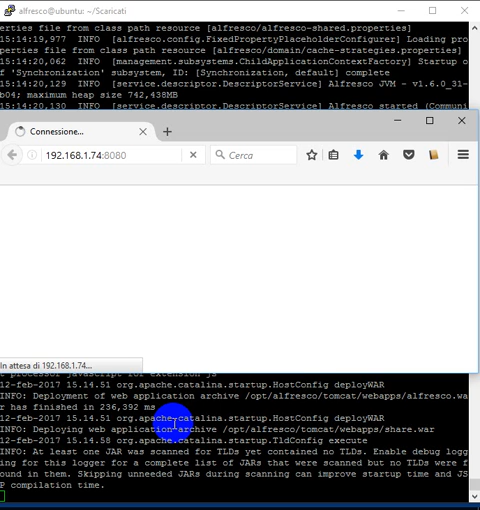 alfresco@ubuntu: ~/Scaricati
erties file from class path resource [alfresco/alfresco-shared.properties]
15:14:19,977  INFO  [alfresco.config.FixedPropertyPlaceholderConfigurer] Loading pro
perties file from class path resource [alfresco/domain/cache-strategies.properties]
15:14:20,062  INFO  [management.subsystems.ChildApplicationContextFactory] Startup o
f 'Synchronization' subsystem, ID: [Synchronization, default] complete
15:14:20,129  INFO  [service.descriptor.DescriptorService] Alfresco JVM - v1.6.0_31-
b04; maximum heap size 742,438MB
15:14:20,130  INFO  [service.descriptor.DescriptorService] Alfresco started (Communi
Connessione...
192.168.1.74:8080
Cerca
In attesa di 192.168.1.74...
t processor javascript for extension js
12-feb-2017 15.14.51 org.apache.catalina.startup.HostConfig deployWAR
INFO: Deployment of web application archive /opt/alfresco/tomcat/webapps/alfresco.wa
r has finished in 236,392 ms
12-feb-2017 15.14.51 org.apache.catalina.startup.HostConfig deployWAR
INFO: Deploying web application archive /opt/alfresco/tomcat/webapps/share.war
12-feb-2017 15.14.58 org.apache.catalina.startup.TldConfig execute
INFO: At least one JAR was scanned for TLDs yet contained no TLDs. Enable debug logg
ing for this logger for a complete list of JARs that were scanned but no TLDs were f
ound in them. Skipping unneeded JARs during scanning can improve startup time and JS
P compilation time.